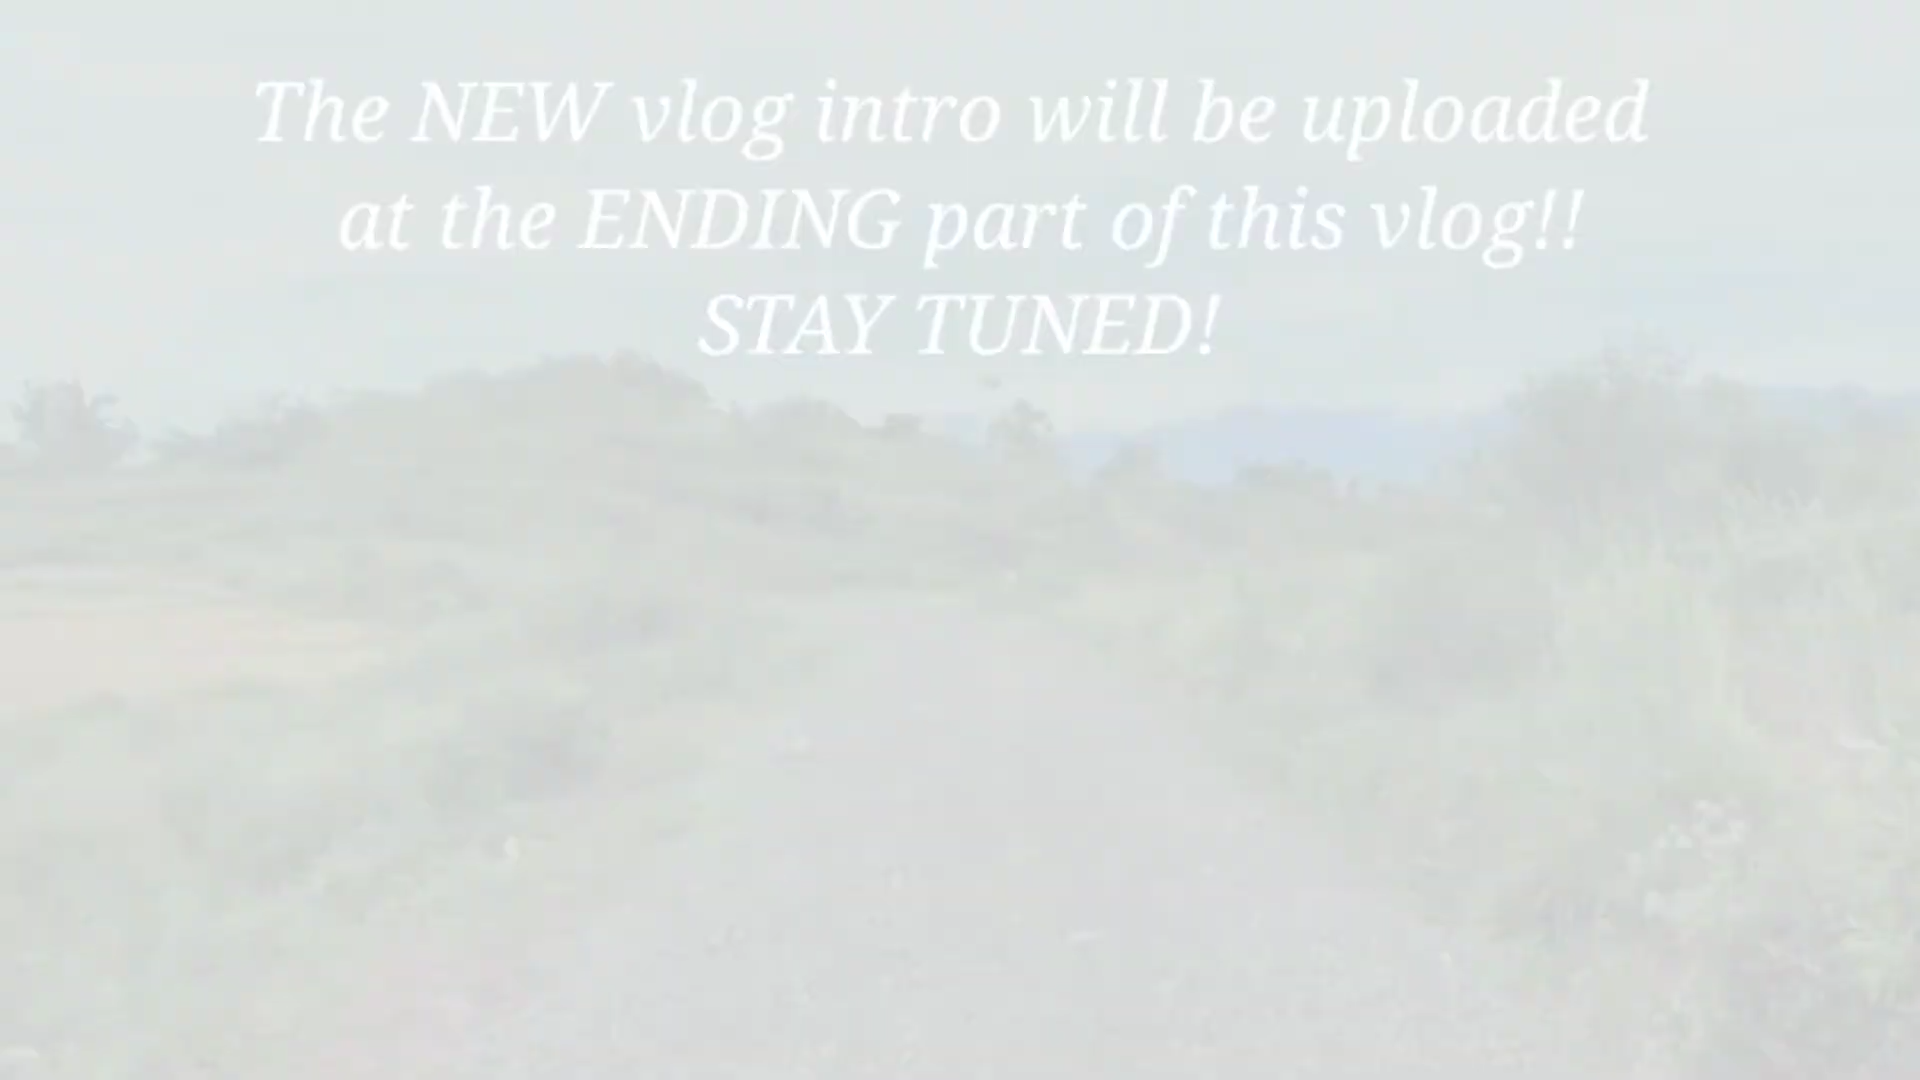 The NEW vlog intro will be uploaded
at the ENDING part of this vlog!!
STAY TUNED!